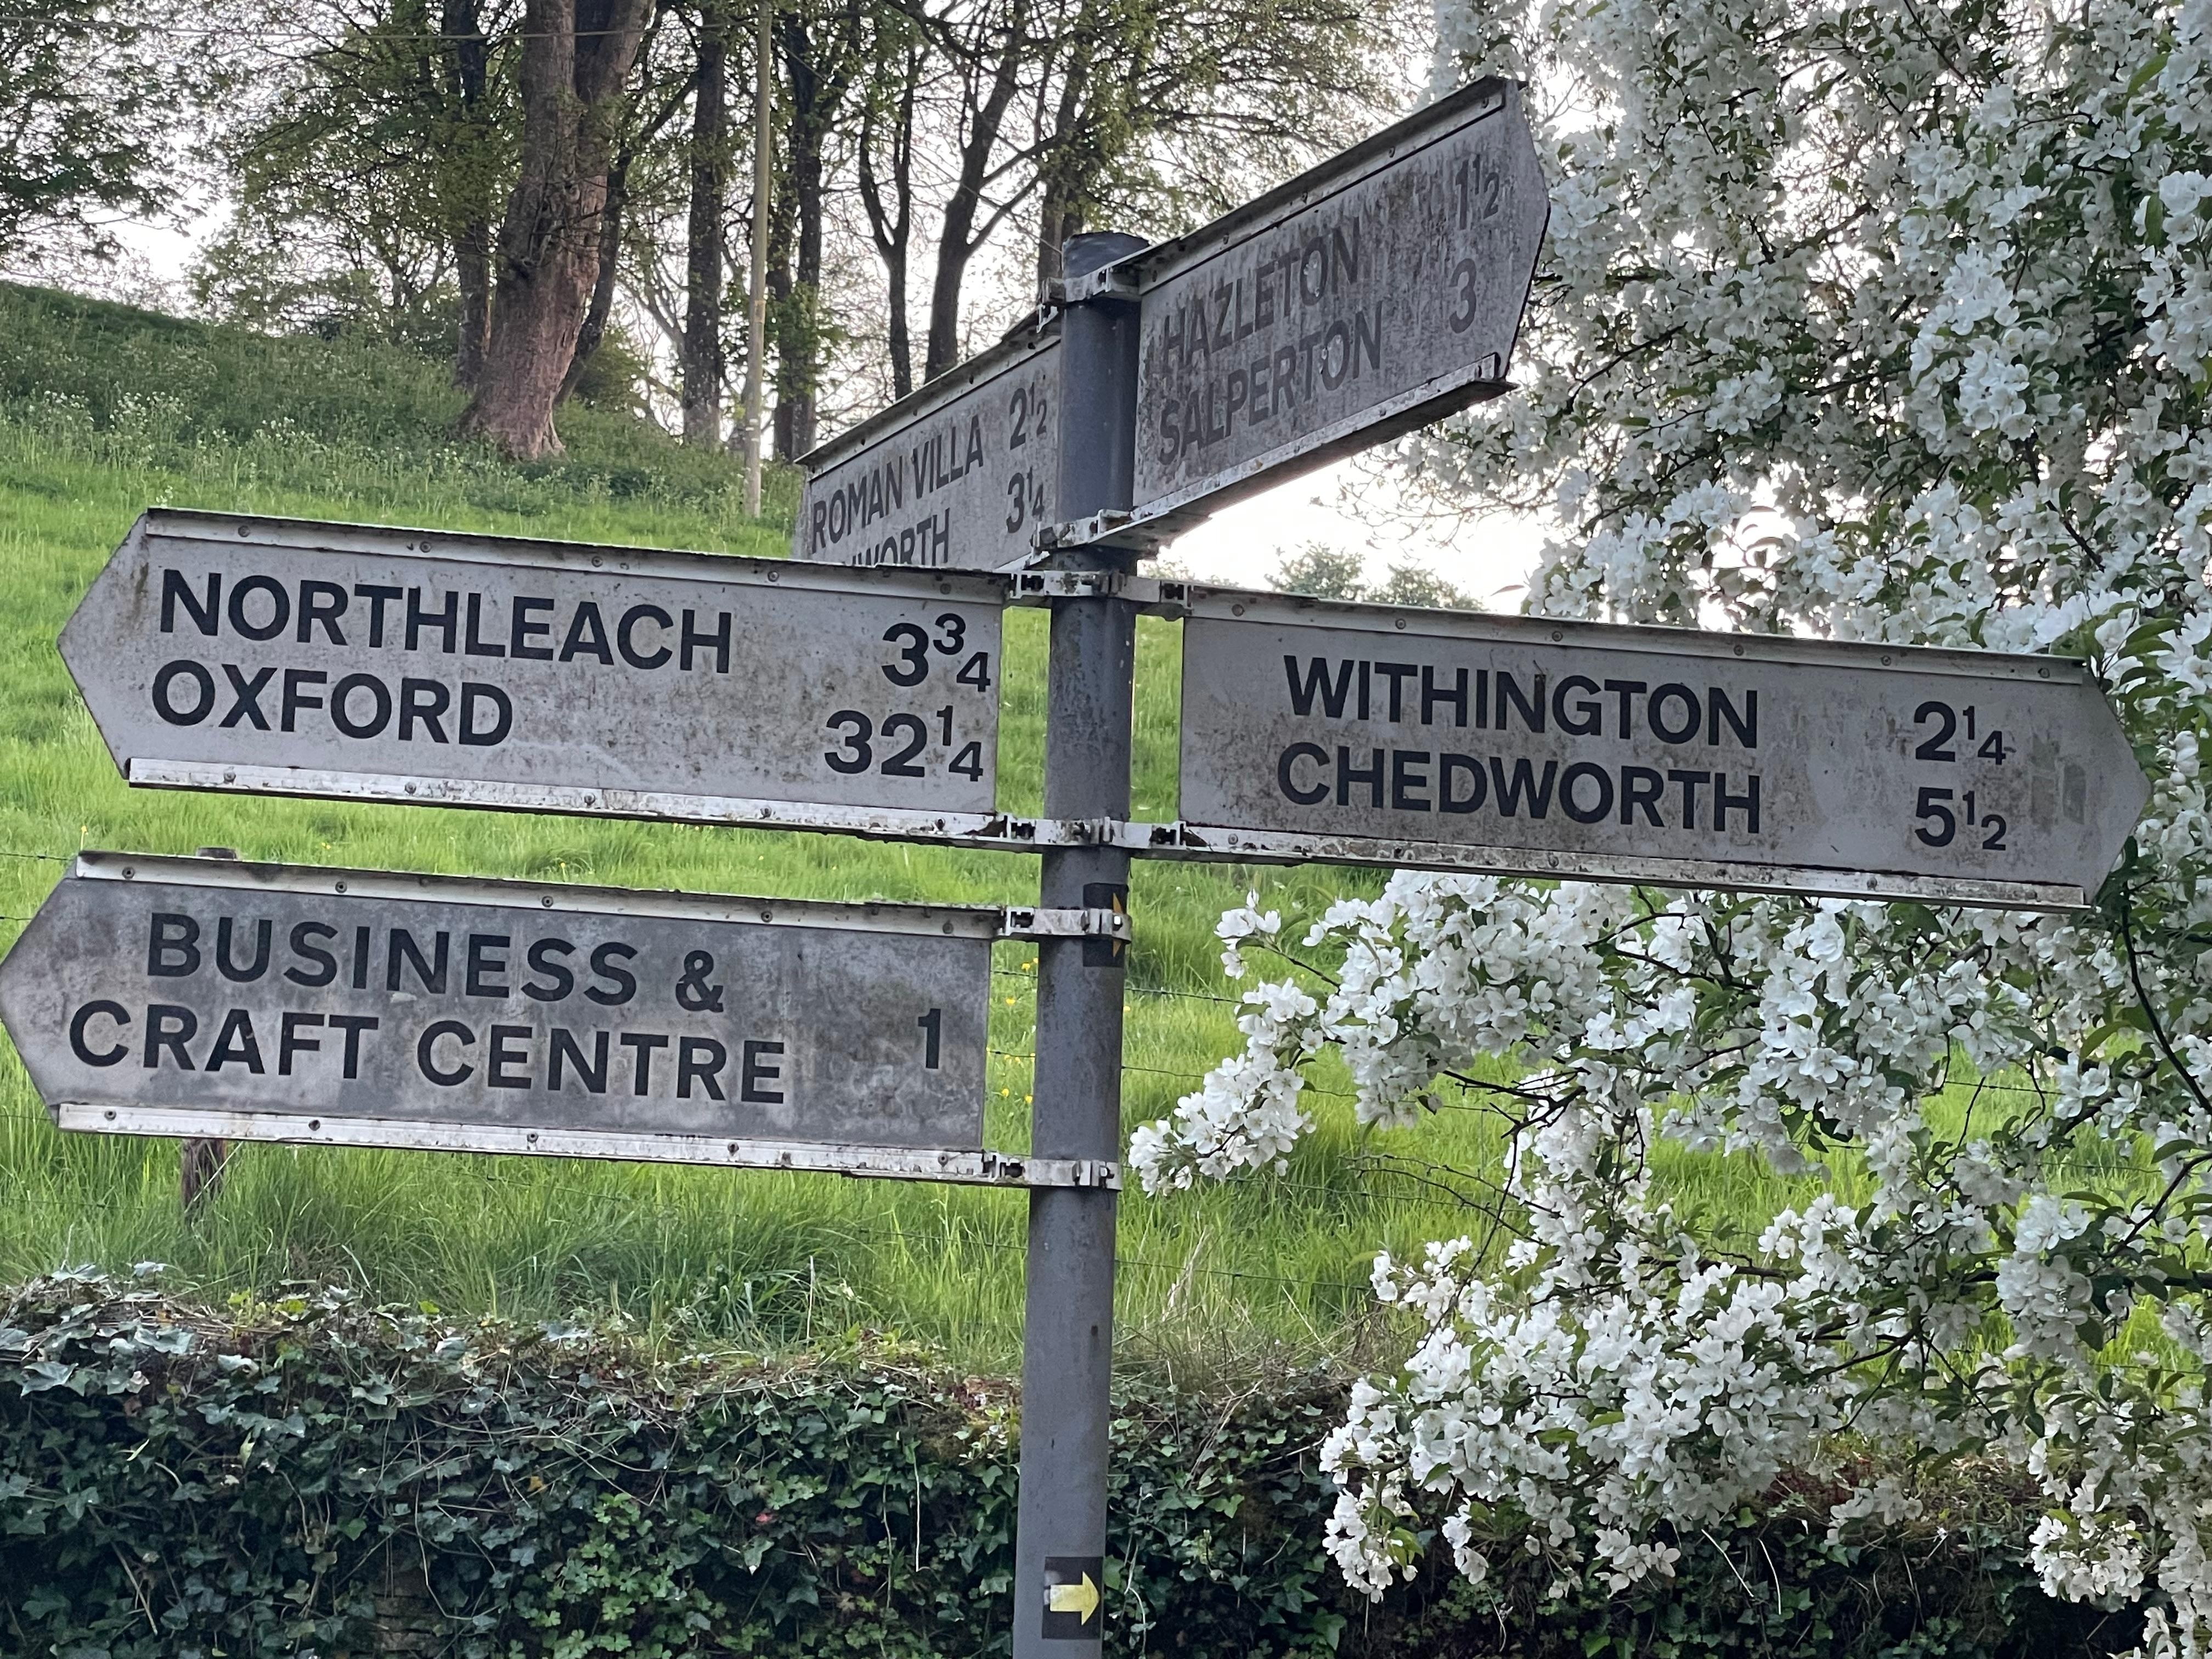 HAZLETON 1½
SALPERTON 3
ROMAN VILLA 2½
3¼
NORTHLEACH 3¾
OXFORD 32¼
WITHINGTON 2¼
CHEDWORTH 5½
BUSINESS &
CRAFT CENTRE 1